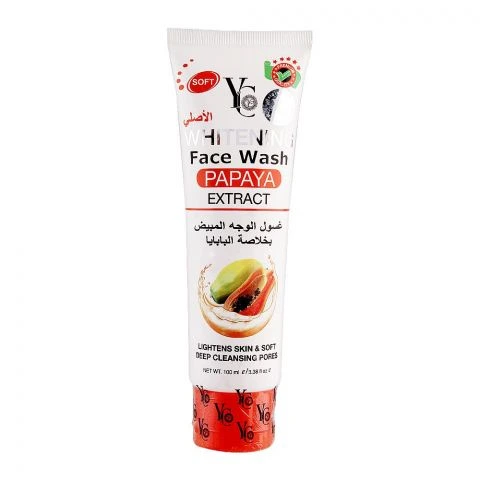 SOFT
YC
الأصلي
WHITENING
Face Wash
PAPAYA
EXTRACT
غسول الوجه المبيض
بخلاصة البابايا
LIGHTENS SKIN & SOFT
DEEP CLEANSING PORES
NET WT. 100 ml ℮/3.38 fl.oz ℮